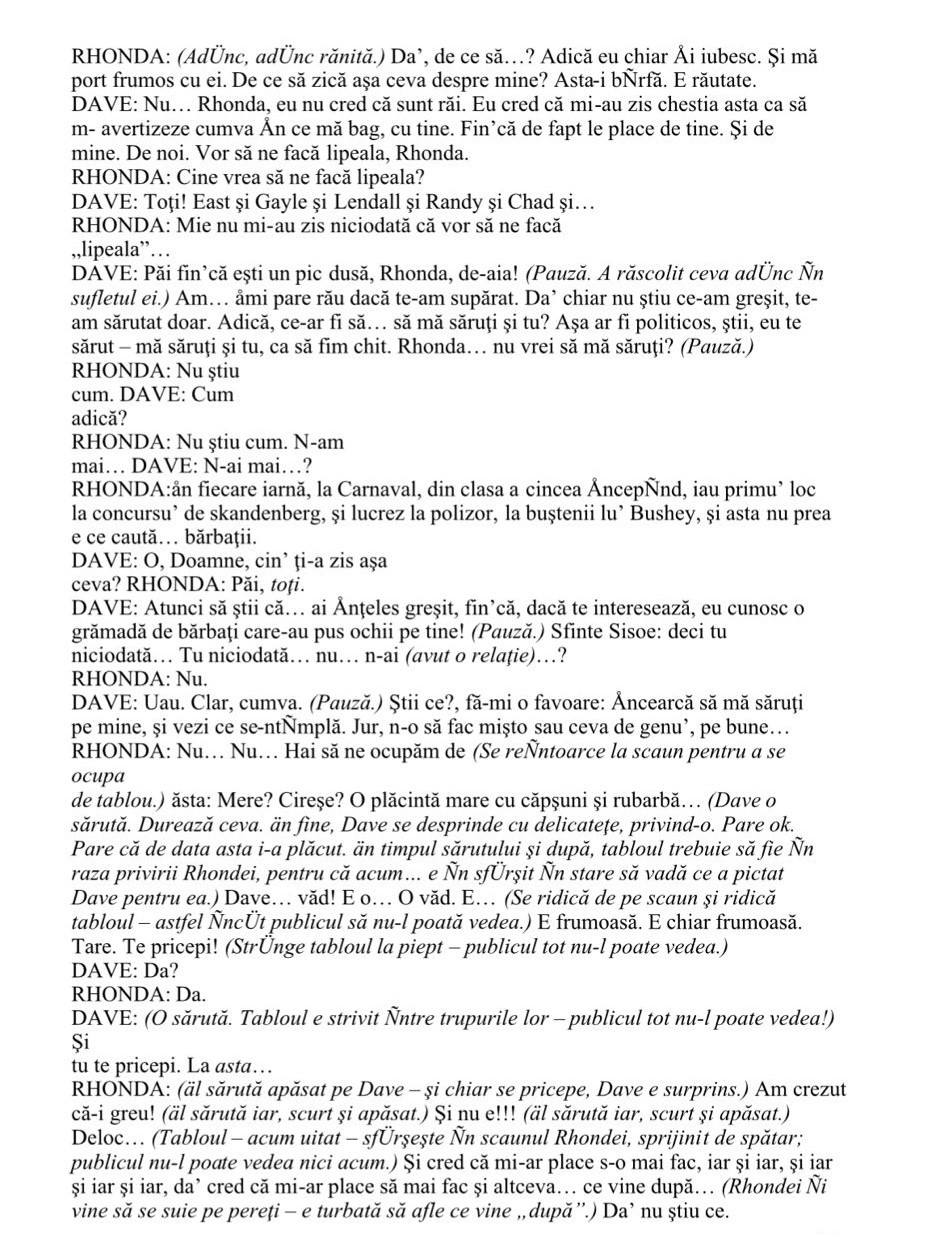 RHONDA: (AdÜnc, adÜnc rănită.) Da’, de ce să…? Adică eu chiar Åi iubesc. Şi mă
port frumos cu ei. De ce să zică aşa ceva despre mine? Asta-i bÑrfă. E răutate.
DAVE: Nu… Rhonda, eu nu cred că sunt răi. Eu cred că mi-au zis chestia asta ca să
m- avertizeze cumva Ån ce mă bag, cu tine. Fin’că de fapt le place de tine. Şi de
mine. De noi. Vor să ne facă lipeala, Rhonda.
RHONDA: Cine vrea să ne facă lipeala?
DAVE: Toţi! East şi Gayle şi Lendall şi Randy şi Chad şi…
RHONDA: Mie nu mi-au zis niciodată că vor să ne facă
„lipeala”…
DAVE: Păi fin’că eşti un pic dusă, Rhonda, de-aia! (Pauză. A răscolit ceva adÜnc Ñn
sufletul ei.) Am… åmi pare rău dacă te-am supărat. Da’ chiar nu ştiu ce-am greşit, te-
am sărutat doar. Adică, ce-ar fi să… să mă săruţi şi tu? Aşa ar fi politicos, ştii, eu te
sărut – mă săruţi şi tu, ca să fim chit. Rhonda… nu vrei să mă săruţi? (Pauză.)
RHONDA: Nu ştiu
cum. DAVE: Cum
adică?
RHONDA: Nu ştiu cum. N-am
mai… DAVE: N-ai mai…?
RHONDA:ån fiecare iarnă, la Carnaval, din clasa a cincea ÅncepÑnd, iau primu’ loc
la concursu’ de skandenberg, şi lucrez la polizor, la buştenii lu’ Bushey, şi asta nu prea
e ce caută… bărbaţii.
DAVE: O, Doamne, cin’ ţi-a zis aşa
ceva? RHONDA: Păi, toţi.
DAVE: Atunci să ştii că… ai Ånţeles greşit, fin’că, dacă te interesează, eu cunosc o
grămadă de bărbaţi care-au pus ochii pe tine! (Pauză.) Sfinte Sisoe: deci tu
niciodată… Tu niciodată… nu… n-ai (avut o relaţie)…?
RHONDA: Nu.
DAVE: Uau. Clar, cumva. (Pauză.) Ştii ce?, fă-mi o favoare: Åncearcă să mă săruţi
pe mine, şi vezi ce se-ntÑmplă. Jur, n-o să fac mişto sau ceva de genu’, pe bune…
RHONDA: Nu… Nu… Hai să ne ocupăm de (Se reÑntoarce la scaun pentru a se
ocupa
de tablou.) ăsta: Mere? Cireşe? O plăcintă mare cu căpşuni şi rubarbă… (Dave o
sărută. Durează ceva. än fine, Dave se desprinde cu delicateţe, privind-o. Pare ok.
Pare că de data asta i-a plăcut. än timpul sărutului şi după, tabloul trebuie să fie Ñn
raza privirii Rhondei, pentru că acum… e Ñn sfÜrşit Ñn stare să vadă ce a pictat
Dave pentru ea.) Dave… văd! E o… O văd. E… (Se ridică de pe scaun şi ridică
tabloul – astfel ÑncÜt publicul să nu-l poată vedea.) E frumoasă. E chiar frumoasă.
Tare. Te pricepi! (StrÜnge tabloul la piept – publicul tot nu-l poate vedea.)
DAVE: Da?
RHONDA: Da.
DAVE: (O sărută. Tabloul e strivit Ñntre trupurile lor – publicul tot nu-l poate vedea!)
Şi
tu te pricepi. La asta…
RHONDA: (äl sărută apăsat pe Dave – şi chiar se pricepe, Dave e surprins.) Am crezut
că-i greu! (äl sărută iar, scurt şi apăsat.) Şi nu e!!! (äl sărută iar, scurt şi apăsat.)
Deloc… (Tabloul – acum uitat – sfÜrşeşte Ñn scaunul Rhondei, sprijinit de spătar;
publicul nu-l poate vedea nici acum.) Şi cred că mi-ar place s-o mai fac, iar şi iar, şi iar
şi iar şi iar, da’ cred că mi-ar place să mai fac şi altceva… ce vine după… (Rhondei Ñi
vine să se suie pe pereţi – e turbată să afle ce vine „după”.) Da’ nu ştiu ce.